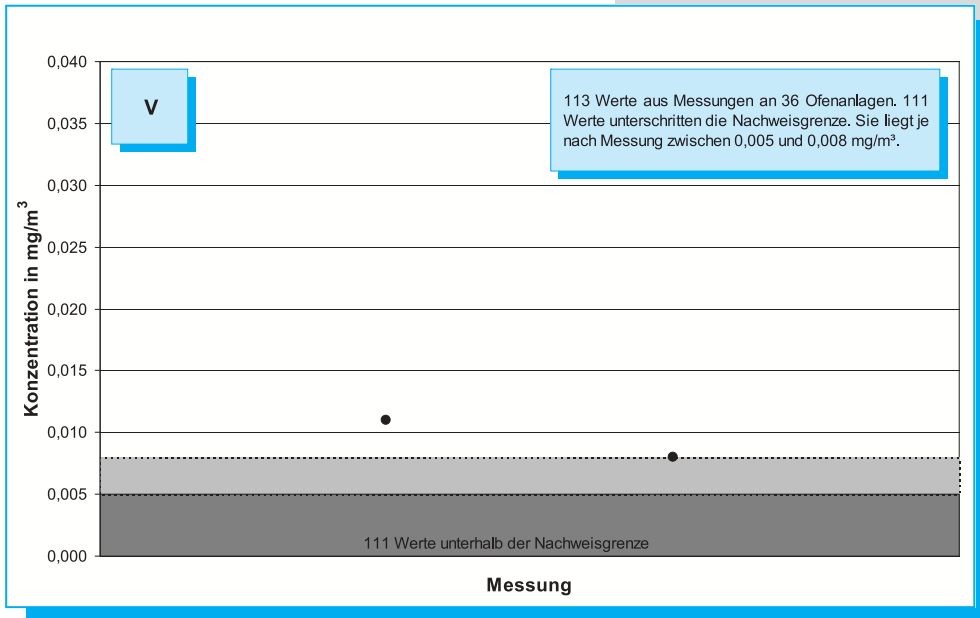 V
113 Werte aus Messungen an 36 Ofenanlagen. 111
Werte unterschritten die Nachweisgrenze. Sie liegt je
nach Messung zwischen 0,005 und 0,008 mg/m³.
Konzentration in mg/m³
0,040
0,035
0,030
0,025
0,020
0,015
0,010
0,005
0,000
111 Werte unterhalb der Nachweisgrenze
Messung